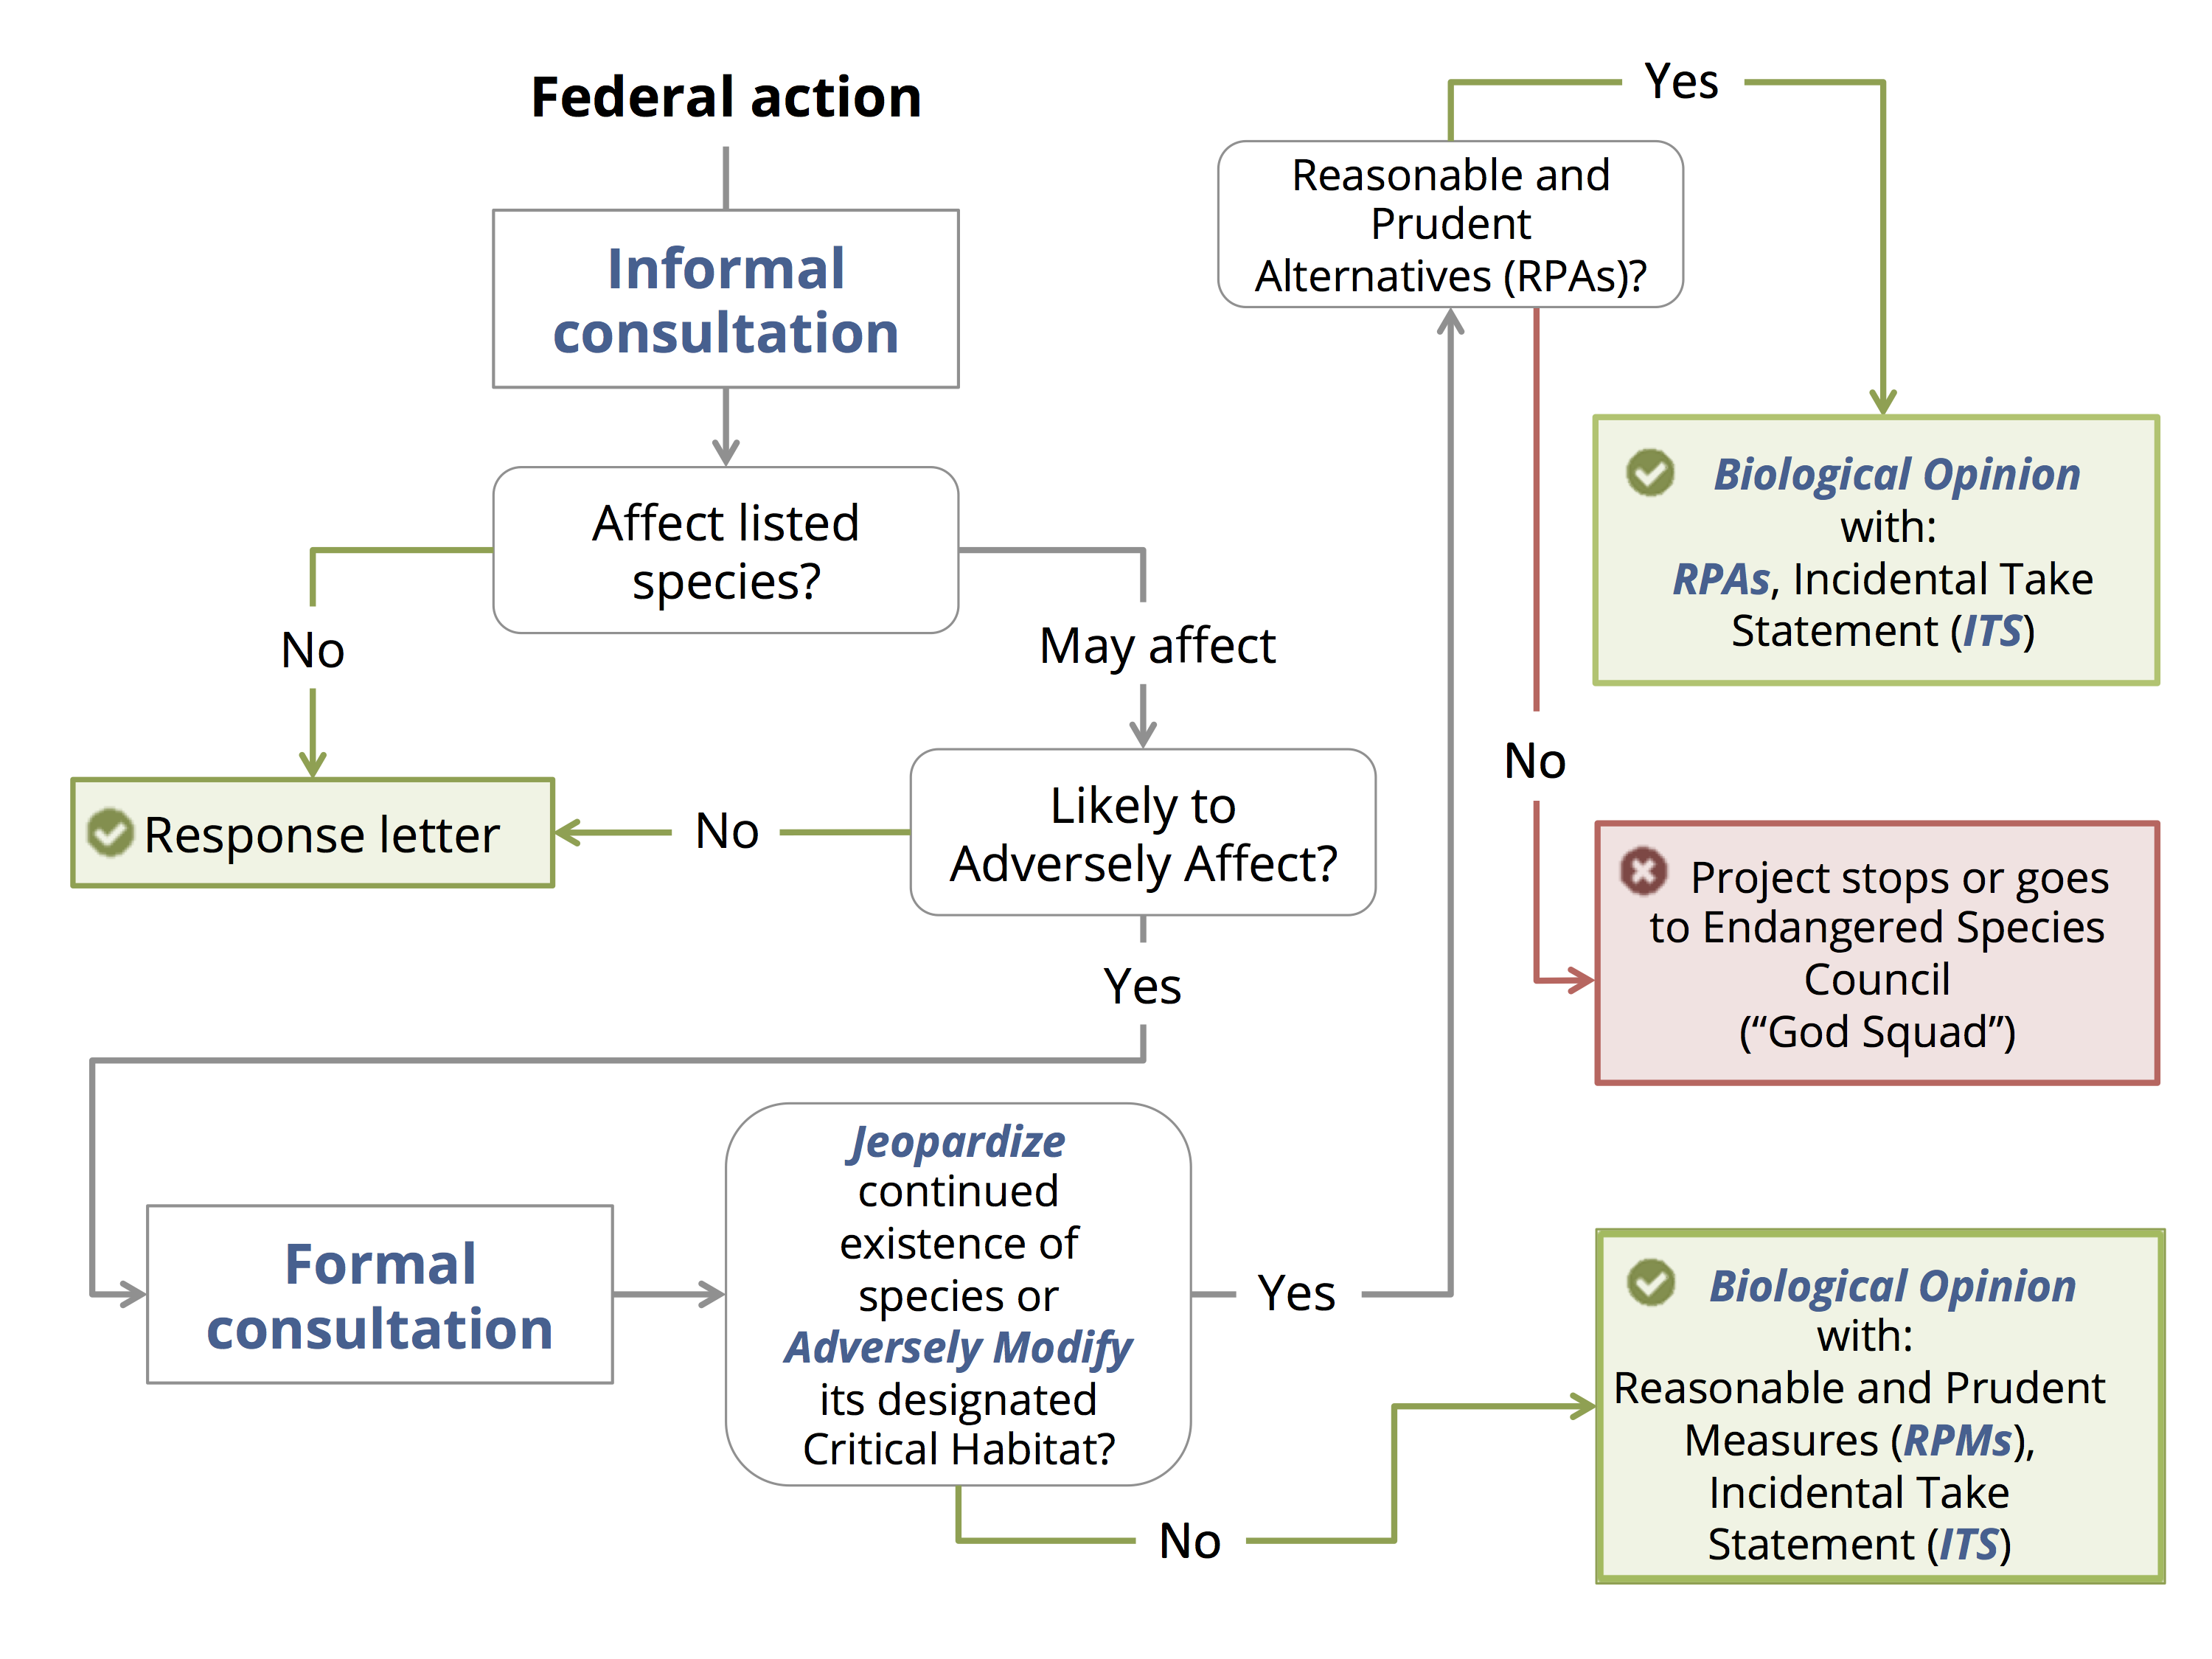 Federal action
Informal
consultation
Affect listed
species?
No
May affect
Response letter
No
Likely to
Adversely Affect?
Yes
Formal
consultation
Jeopardize
continued
existence of
species or
Adversely Modify
its designated
Critical Habitat?
Yes
No
Reasonable and
Prudent
Alternatives (RPAs)?
Yes
Biological Opinion
with:
RPAs, Incidental Take
Statement (ITS)
No
Project stops or goes
to Endangered Species
Council
(“God Squad”)
Biological Opinion
with:
Reasonable and Prudent
Measures (RPMs),
Incidental Take
Statement (ITS)